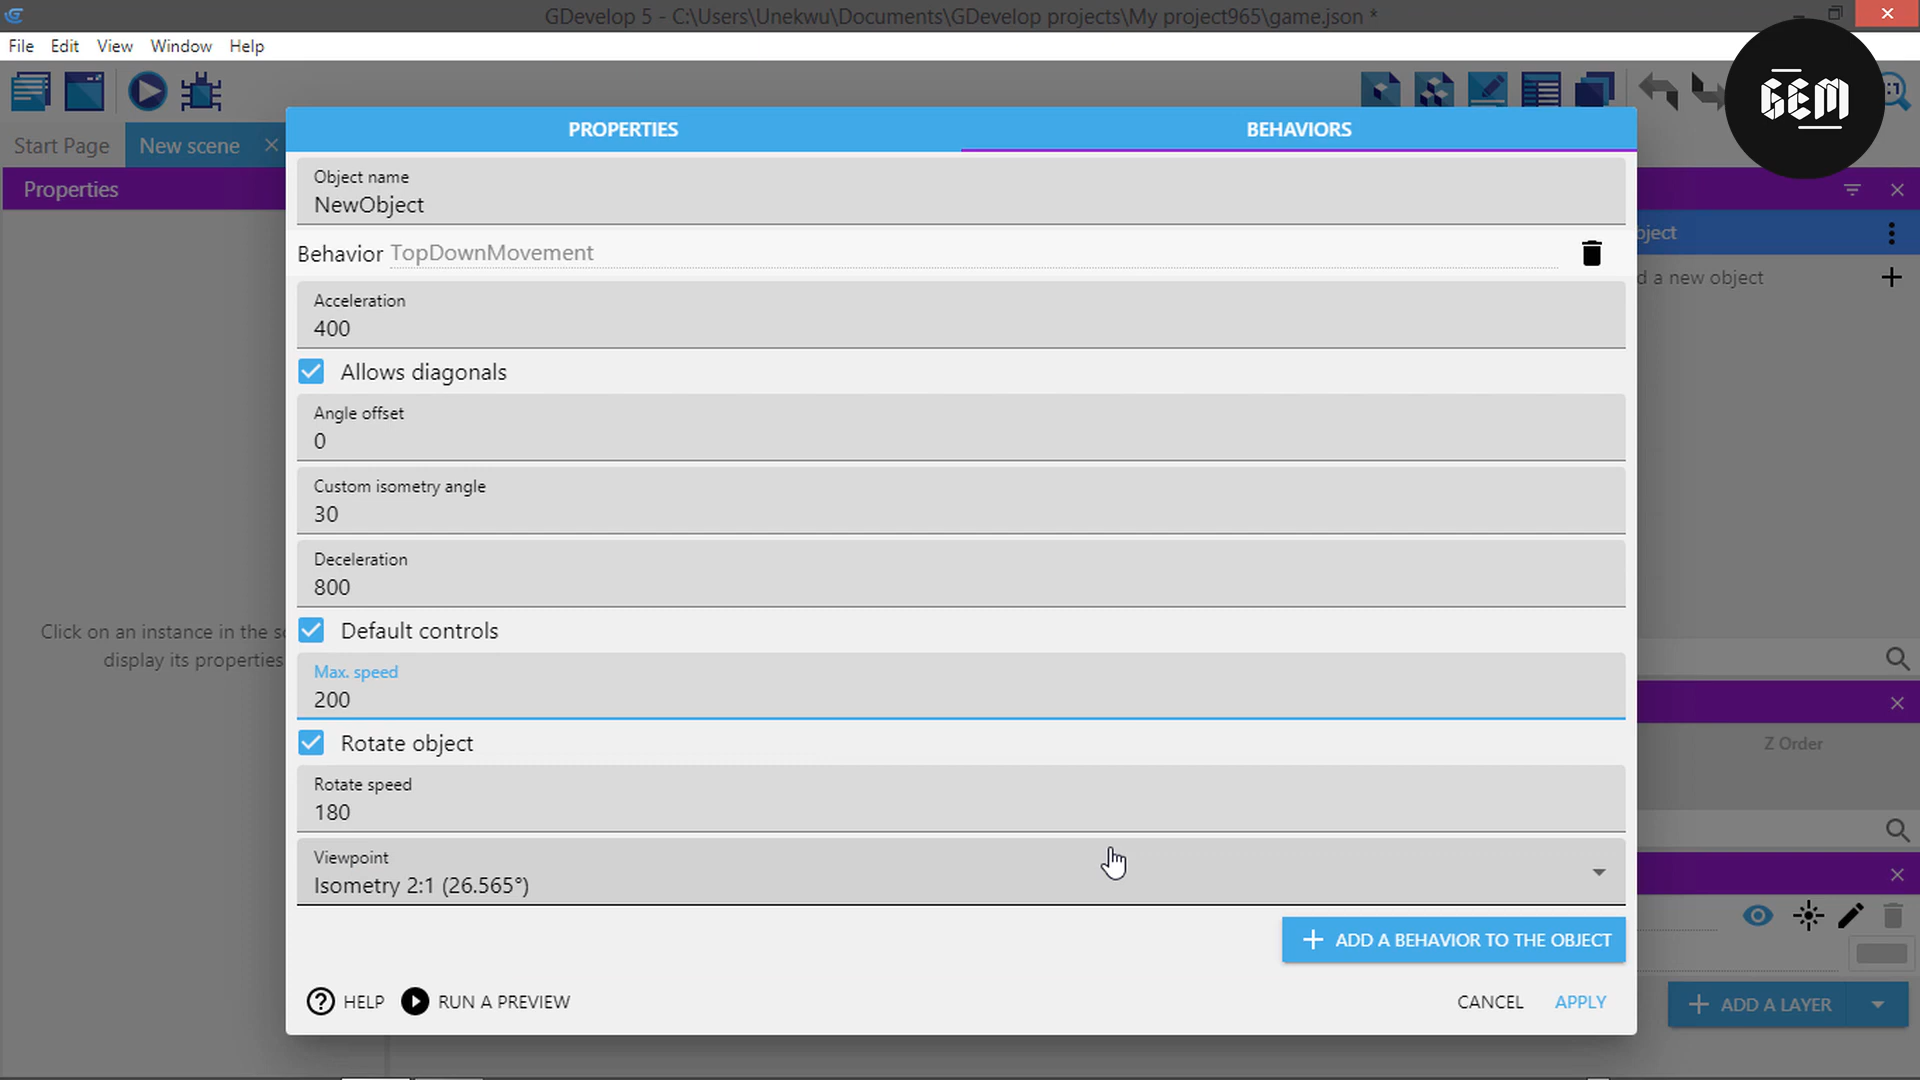 GDevelop 5 - C:\Users\Unekwu\Documents\GDevelop projects\My project965\game.json *
File Edit View Window Help
GEM
Start Page New scene
PROPERTIES BEHAVIORS
Properties
Object name
NewObject
Behavior TopDownMovement
Acceleration
400
Allows diagonals
Angle offset
0
Custom isometry angle
30
Deceleration
800
Default controls
Max. speed
200
Rotate object
Rotate speed
180
Viewpoint
Isometry 2:1 (26.565°)
+ ADD A BEHAVIOR TO THE OBJECT
HELP RUN A PREVIEW
CANCEL APPLY
Click on an instance in the s
display its properties
ject
d a new object
Z Order
+ ADD A LAYER